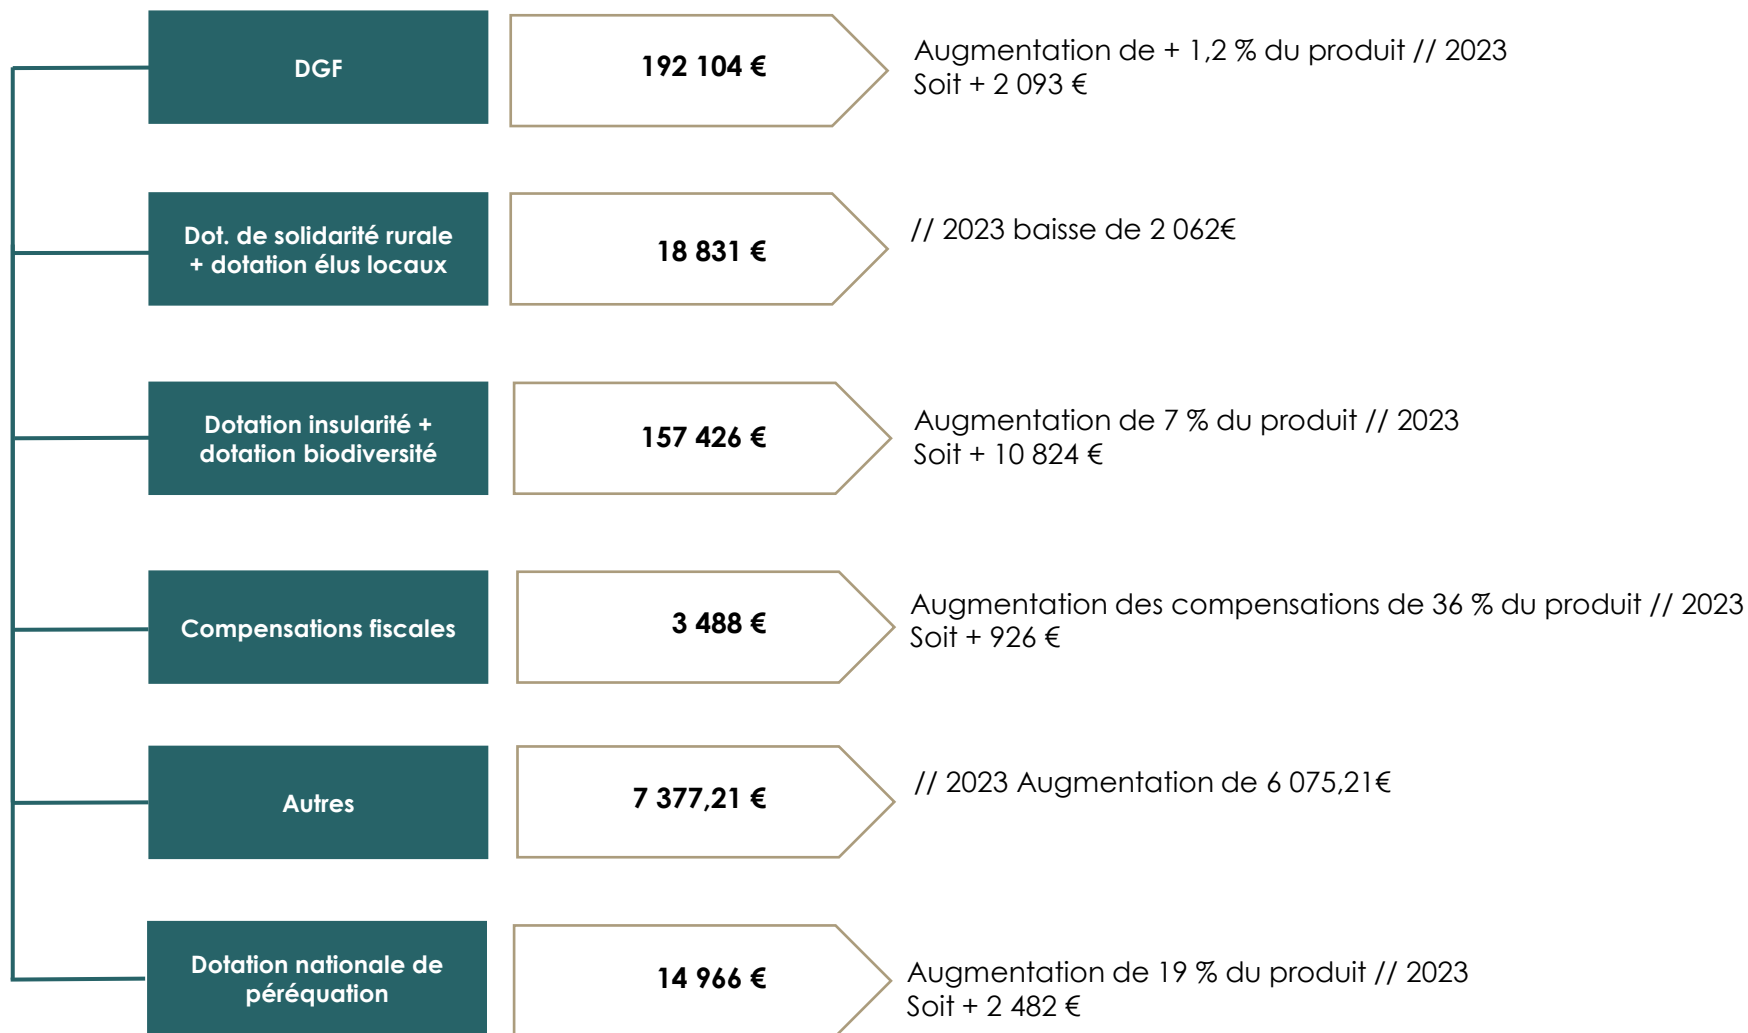 DGF
192 104 €
Augmentation de + 1,2 % du produit // 2023
Soit + 2 093 €
Dot. de solidarité rurale
+ dotation élus locaux
18 831 €
// 2023 baisse de 2 062€
Dotation insularité +
dotation biodiversité
157 426 €
Augmentation de 7 % du produit // 2023
Soit + 10 824 €
Compensations fiscales
3 488 €
Augmentation des compensations de 36 % du produit // 2023
Soit + 926 €
Autres
7 377,21 €
// 2023 Augmentation de 6 075,21€
Dotation nationale de
péréquation
14 966 €
Augmentation de 19 % du produit // 2023
Soit + 2 482 €